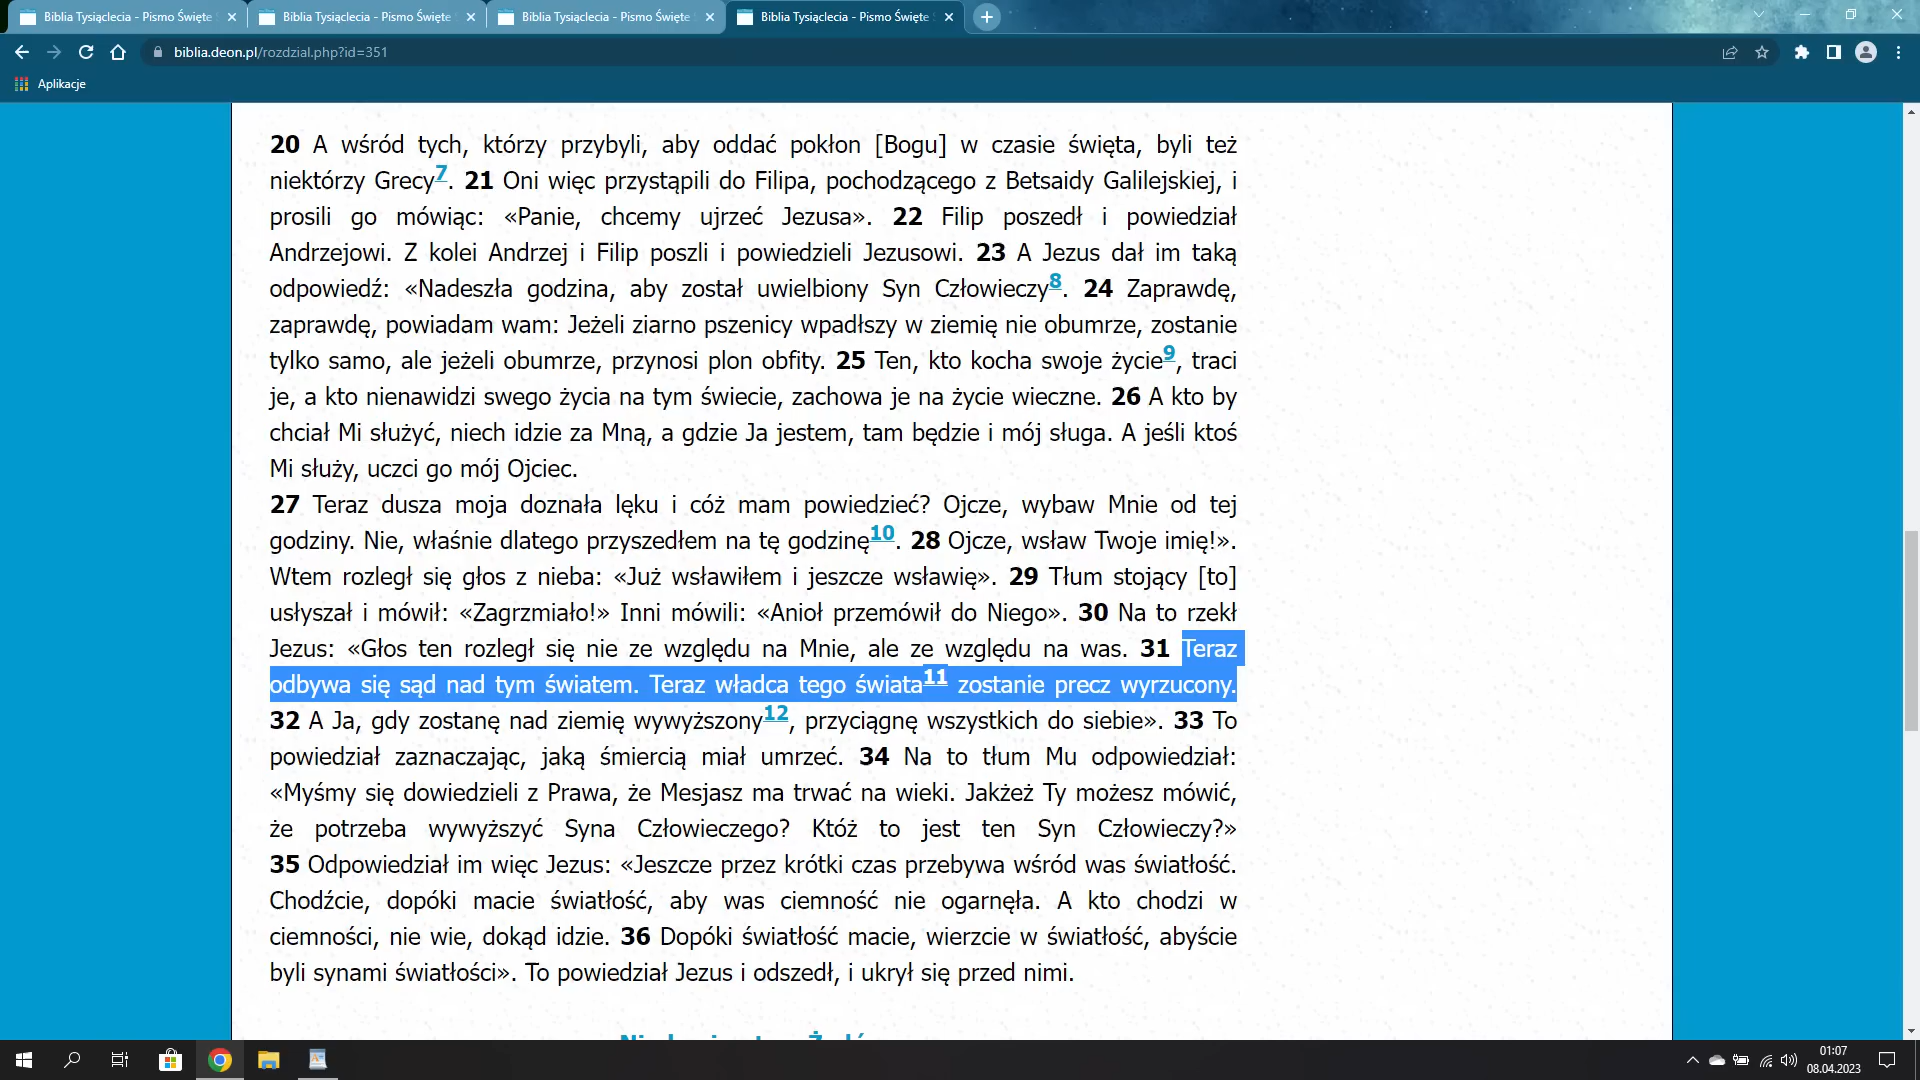 Biblia Tysiąclecia - Pismo Święte
Biblia Tysiąclecia - Pismo Święte
Biblia Tysiąclecia - Pismo Święte
Biblia Tysiąclecia - Pismo Święte
biblia.deon.pl/rozdzial.php?id=351
Aplikacje
20 A wśród tych, którzy przybyli, aby oddać pokłon [Bogu] w czasie święta, byli też
niektórzy Grecy7. 21 Oni więc przystąpili do Filipa, pochodzącego z Betsaidy Galilejskiej, i
prosili go mówiąc: «Panie, chcemy ujrzeć Jezusa». 22 Filip poszedł i powiedział
Andrzejowi. Z kolei Andrzej i Filip poszli i powiedzieli Jezusowi. 23 A Jezus dał im taką
odpowiedź: «Nadeszła godzina, aby został uwielbiony Syn Człowieczy8. 24 Zaprawdę,
zaprawdę, powiadam wam: Jeżeli ziarno pszenicy wpadłszy w ziemię nie obumrze, zostanie
tylko samo, ale jeżeli obumrze, przynosi plon obfity. 25 Ten, kto kocha swoje życie9, traci
je, a kto nienawidzi swego życia na tym świecie, zachowa je na życie wieczne. 26 A kto by
chciał Mi służyć, niech idzie za Mną, a gdzie Ja jestem, tam będzie i mój sługa. A jeśli ktoś
Mi służy, uczci go mój Ojciec.
27 Teraz dusza moja doznała lęku i cóż mam powiedzieć? Ojcze, wybaw Mnie od tej
godziny. Nie, właśnie dlatego przyszedłem na tę godzinę10. 28 Ojcze, wsław Twoje imię!».
Wtem rozległ się głos z nieba: «Już wsławiłem i jeszcze wsławię». 29 Tłum stojący [to]
usłyszał i mówił: «Zagrzmiało!» Inni mówili: «Anioł przemówił do Niego». 30 Na to rzekł
Jezus: «Głos ten rozległ się nie ze względu na Mnie, ale ze względu na was. 31 Teraz
odbywa się sąd nad tym światem. Teraz władca tego świata11 zostanie precz wyrzucony.
32 A Ja, gdy zostanę nad ziemię wywyższony12, przyciągnę wszystkich do siebie». 33 To
powiedział zaznaczając, jaką śmiercią miał umrzeć. 34 Na to tłum Mu odpowiedział:
«Myśmy się dowiedzieli z Prawa, że Mesjasz ma trwać na wieki. Jakżeż Ty możesz mówić,
że potrzeba wywyższyć Syna Człowieczego? Któż to jest ten Syn Człowieczy?»
35 Odpowiedział im więc Jezus: «Jeszcze przez krótki czas przebywa wśród was światłość.
Chodźcie, dopóki macie światłość, aby was ciemność nie ogarnęła. A kto chodzi w
ciemności, nie wie, dokąd idzie. 36 Dopóki światłość macie, wierzcie w światłość, abyście
byli synami światłości». To powiedział Jezus i odszedł, i ukrył się przed nimi.
01:07
08.04.2023